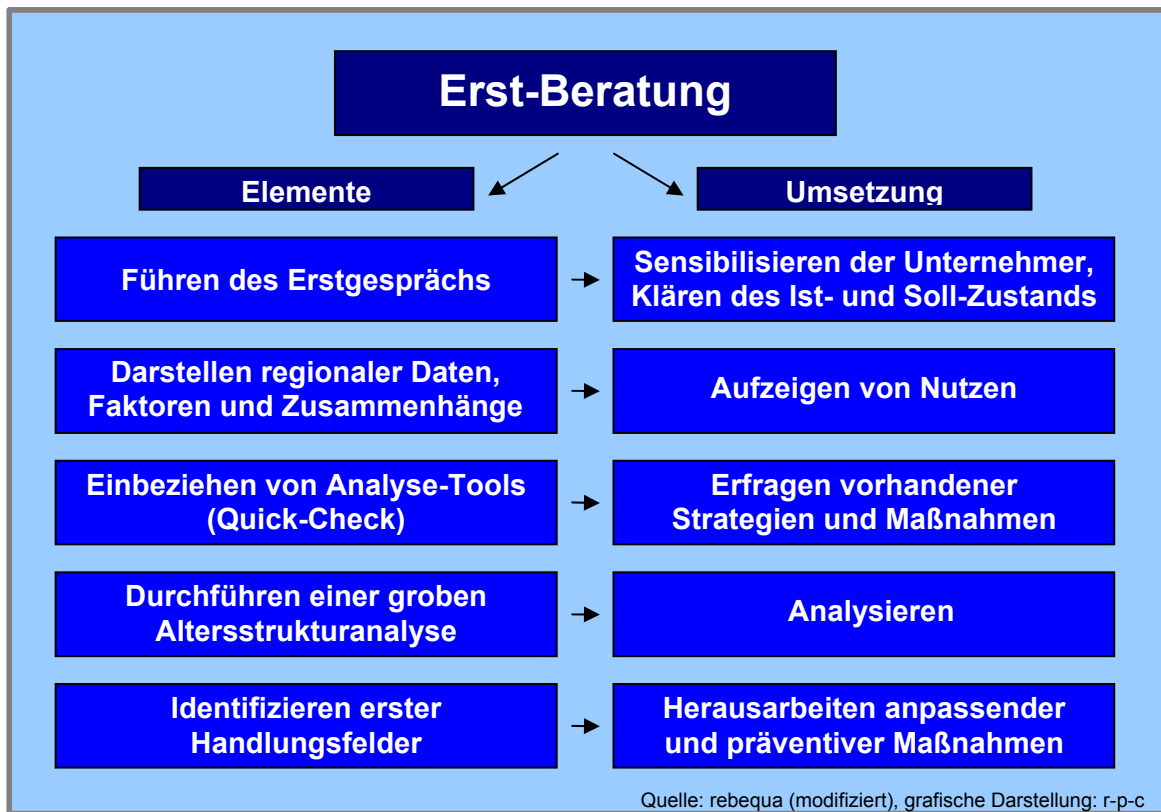 Erst-Beratung
Elemente
Umsetzung
Führen des Erstgesprächs
Sensibilisieren der Unternehmer,
Klären des Ist- und Soll-Zustands
Darstellen regionaler Daten,
Faktoren und Zusammenhänge
Aufzeigen von Nutzen
Einbeziehen von Analyse-Tools
(Quick-Check)
Erfragen vorhandener
Strategien und Maßnahmen
Durchführen einer groben
Altersstrukturanalyse
Analysieren
Identifizieren erster
Handlungsfelder
Herausarbeiten anpassender
und präventiver Maßnahmen
Quelle: rebequa (modifiziert), grafische Darstellung: r-p-c